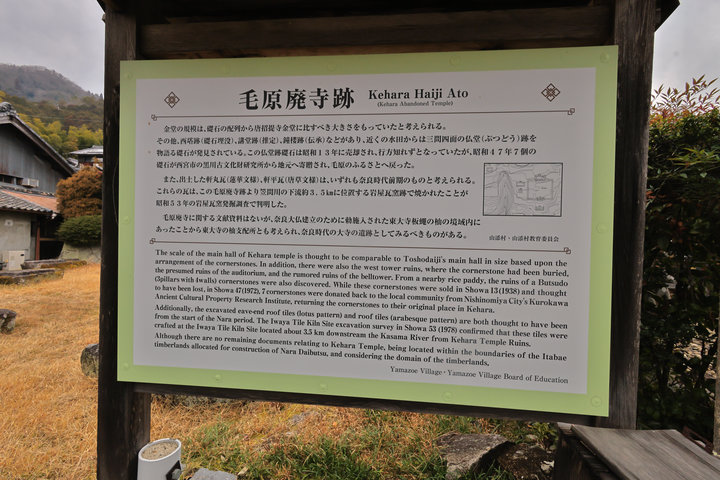 毛原廃寺跡 Kehara Haiji Ato
(Kehara Abandoned Temple)
金堂の規模は、礎石の配列から唐招提寺金堂に比すべき大きさをもっていたと考えられる。
その他、西塔跡(礎石埋没)、講堂跡(推定)、鐘楼跡(伝承)などがあり、近くの水田からは三間四面の仏堂(ぶつどう)跡を
物語る礎石が発見されている。この仏堂跡礎石は昭和13年に売却され、行方知れずとなっていたが、昭和47年7個の
礎石が西宮市の黒川古文化財研究所から地元へ寄贈され、毛原のふるさとへ戻った。
また、出土した軒丸瓦(蓮華文様)、軒平瓦(唐草文様)は、いずれも奈良時代前期のものと考えられる。
これらの瓦は、この毛原廃寺跡より笠間川の下流約3.5㎞に位置する岩屋瓦窯跡で焼かれたことが
昭和53年の岩屋瓦窯発掘調査で判明した。
毛原廃寺に関する文献資料はないが、奈良大仏建立のために勅施入された東大寺板蠅の杣の境域内に
あったことから東大寺の杣支配所とも考えられ、奈良時代の大寺の遺跡としてみるべきものがある。
山添村・山添村教育委員会
The scale of the main hall of Kehara temple is thought to be comparable to Toshodaiji's main hall in size based upon the
arrangement of the corner stones. In addition, there were also the west tower ruins, where the cornerstone had been buried,
the presumed ruins of the auditorium, and the rumored ruins of the belltower. From a nearby rice paddy, the ruins of a Butsudo
(3pillars with 4walls) cornerstones were also discovered. While these cornerstones were sold in Showa 13(1938) and thought
to have been lost, in Showa 47(1972), 7 cornerstones were donated back to the local community from Nishinomiya City's Kurokawa
Ancient Cultural Property Research Institute, returning the cornerstones to their original place in Kehara.
Additionally, the excavated eave-end roof tiles (lotus pattern) and roof tiles (arabesque pattern) are both thought to have been
from the start of the Nara period. The Iwaya Tile Kiln Site excavation survey in Showa 53 (1978) confirmed that these tiles were
crafted at the Iwaya Tile Kiln Site located about 3.5 km downstream the Kasama River from Kehara Temple Ruins.
Although there are no remaining documents relating to Kehara Temple, being located within the boundaries of the Itabae
timberlands allocated for construction of Nara Daibutsu, and considering the domain of the timberlands,
Yamazoe Village・Yamazoe Village Board of Education